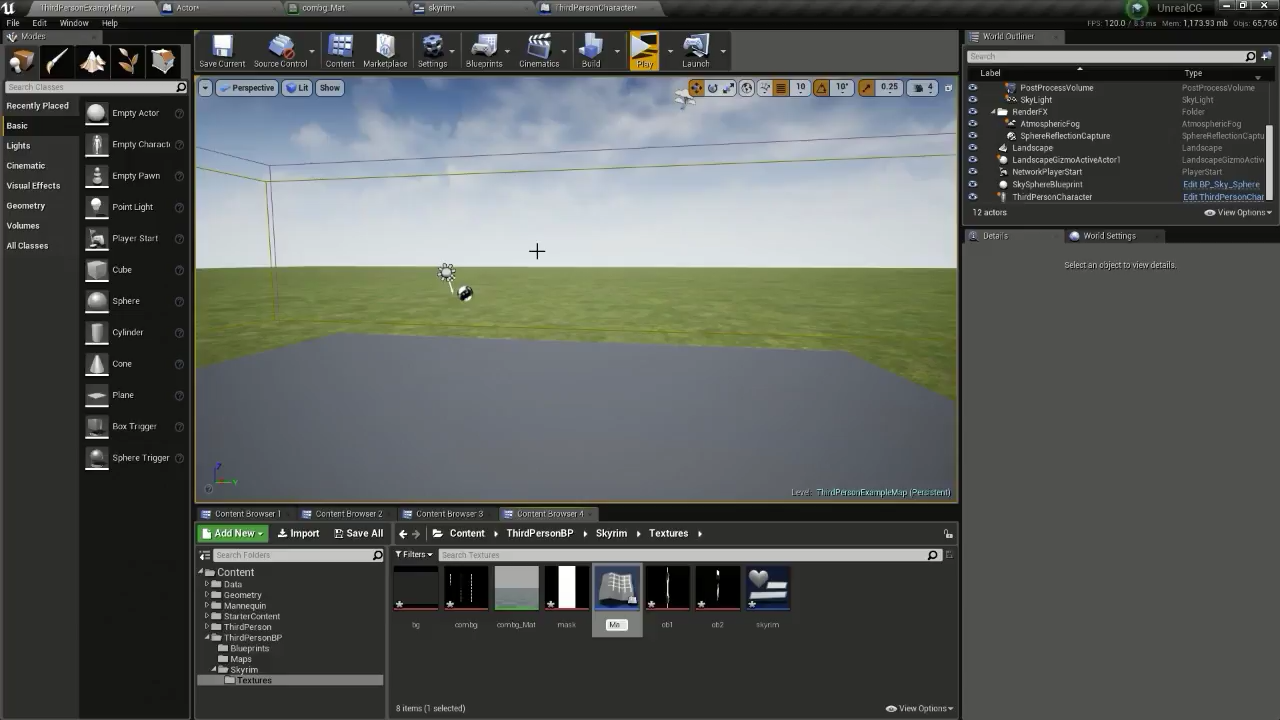 ThirdPersonExampleMap*
Actor*
combg_Mat
skyrim*
ThirdPersonCharacter*
UnrealCG
File Edit Window Help
FPS: 120.0 / 8.3 ms Mem: 1,173.93 mb Objs: 65,766
Modes
Search Classes
Recently Placed
Basic
Lights
Cinematic
Visual Effects
Geometry
Volumes
All Classes
Empty Actor
Empty Charact
Empty Pawn
Point Light
Player Start
Cube
Sphere
Cylinder
Cone
Plane
Box Trigger
Sphere Trigger
Save Current
Source Control
Content
Marketplace
Settings
Blueprints
Cinematics
Build
Play
Launch
Perspective
Lit
Show
10
10°
0.25
4
Level: ThirdPersonExampleMap (Persistent)
World Outliner
Search
Label Type
PostProcessVolume PostProcessVolume
SkyLight SkyLight
RenderFX Folder
AtmosphericFog AtmosphericFog
SphereReflectionCapture SphereReflectionCaptu
Landscape Landscape
LandscapeGizmoActiveActor1 LandscapeGizmoActiv
NetworkPlayerStart PlayerStart
SkySphereBlueprint Edit BP_Sky_Sphere
ThirdPersonCharacter Edit ThirdPersonChar
12 actors
View Options
Details
World Settings
Select an object to view details.
Content Browser 1
Content Browser 2
Content Browser 3
Content Browser 4
Add New
Import
Save All
Content
ThirdPersonBP
Skyrim
Textures
Search Folders
Filters
Search Textures
Content
Data
Geometry
Mannequin
StarterContent
ThirdPerson
ThirdPersonBP
Blueprints
Maps
Skyrim
Textures
bg
combg
combg_Mat
mask
Ma
ob1
ob2
skyrim
8 items (1 selected)
View Options